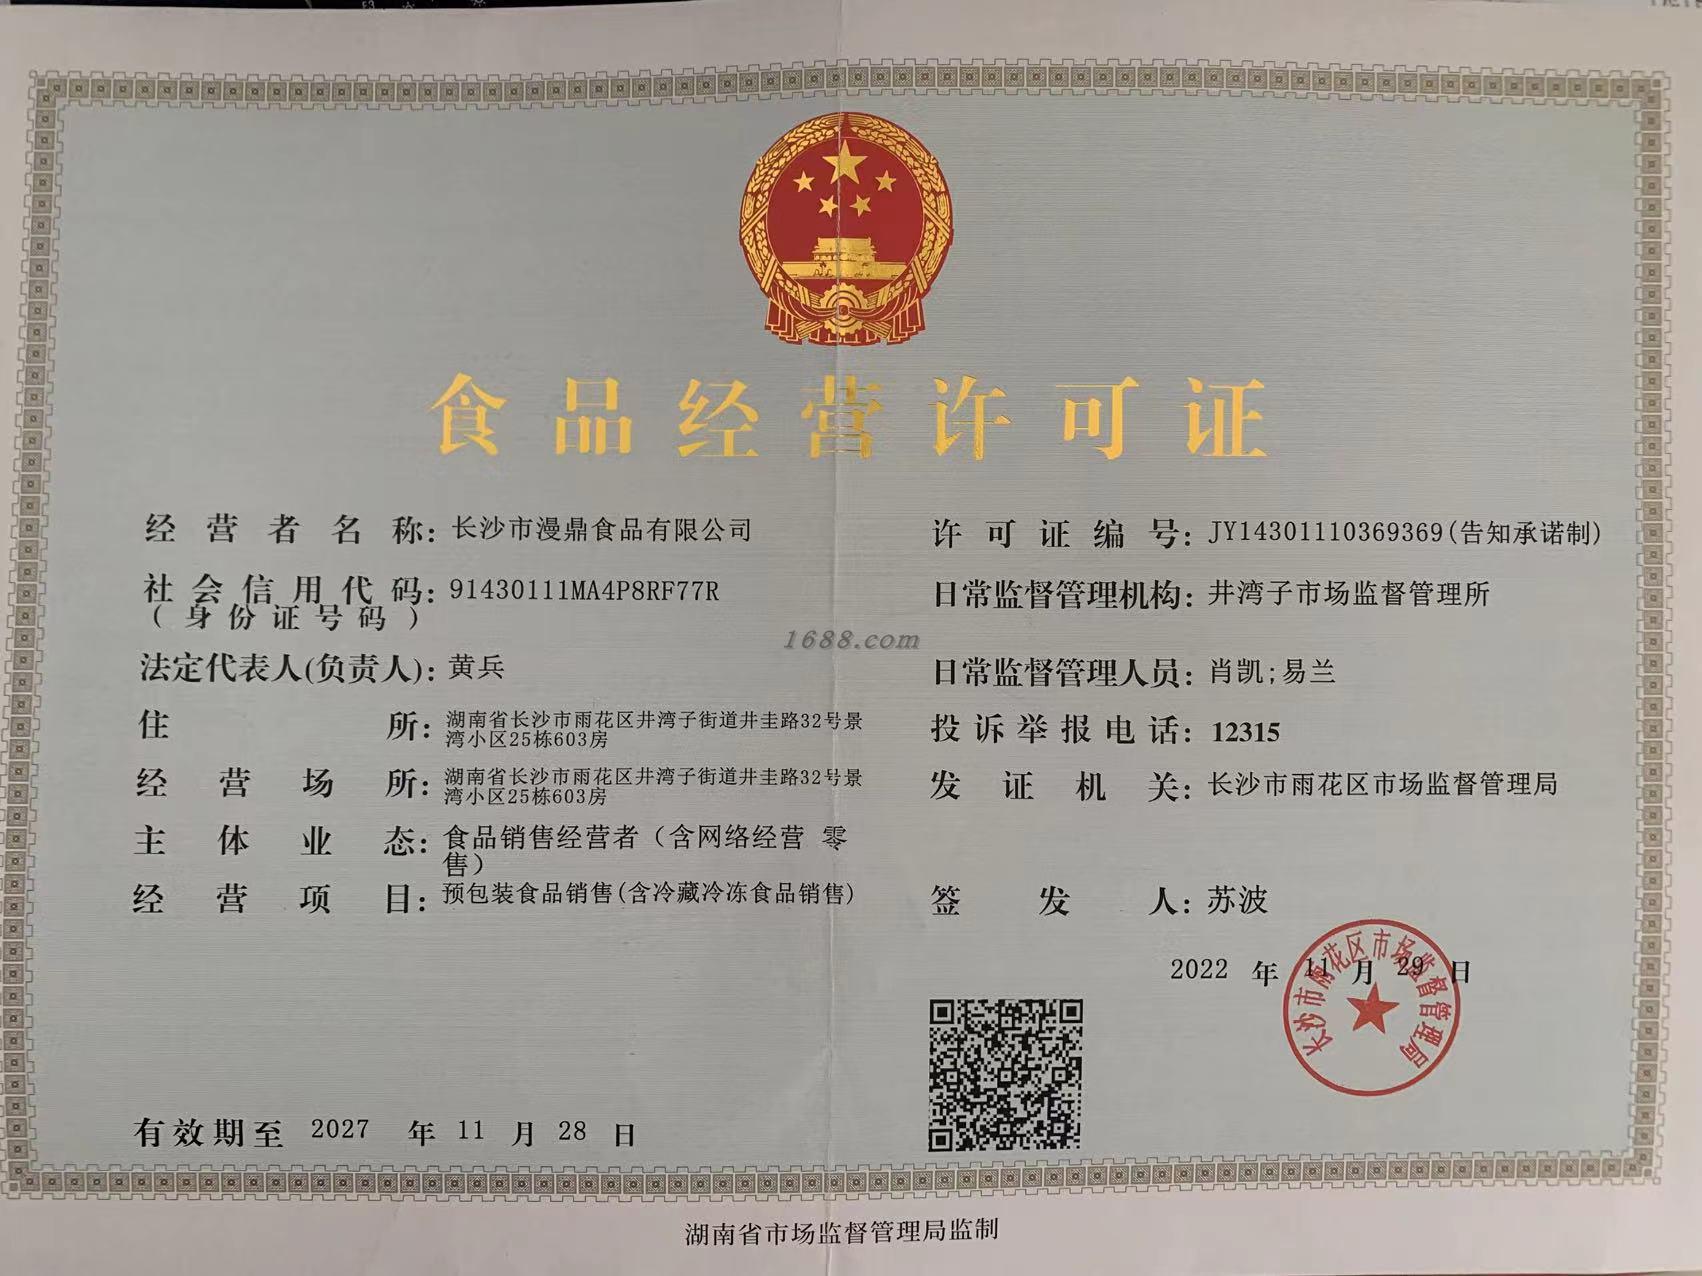 食品经营许可证
经营者名称：长沙市漫鼎食品有限公司
社会信用代码：91430111MA4P8RF77R
（身份证号码）
法定代表人(负责人)：黄兵
住所：湖南省长沙市雨花区井湾子街道井圭路32号景
湾小区25栋603房
经营场所：湖南省长沙市雨花区井湾子街道井圭路32号景
湾小区25栋603房
主体业态：食品销售经营者（含网络经营 零
售）
经营项目：预包装食品销售(含冷藏冷冻食品销售)
有效期至 2027 年 11 月 28 日
许可证编号：JY14301110369369(告知承诺制)
日常监督管理机构：井湾子市场监督管理所
日常监督管理人员：肖凯;易兰
投诉举报电话：12315
发证机关：长沙市雨花区市场监督管理局
签发人：苏波
2022 年 11 月 29 日
长沙市雨花区市场监督管理局
1688.com
湖南省市场监督管理局监制